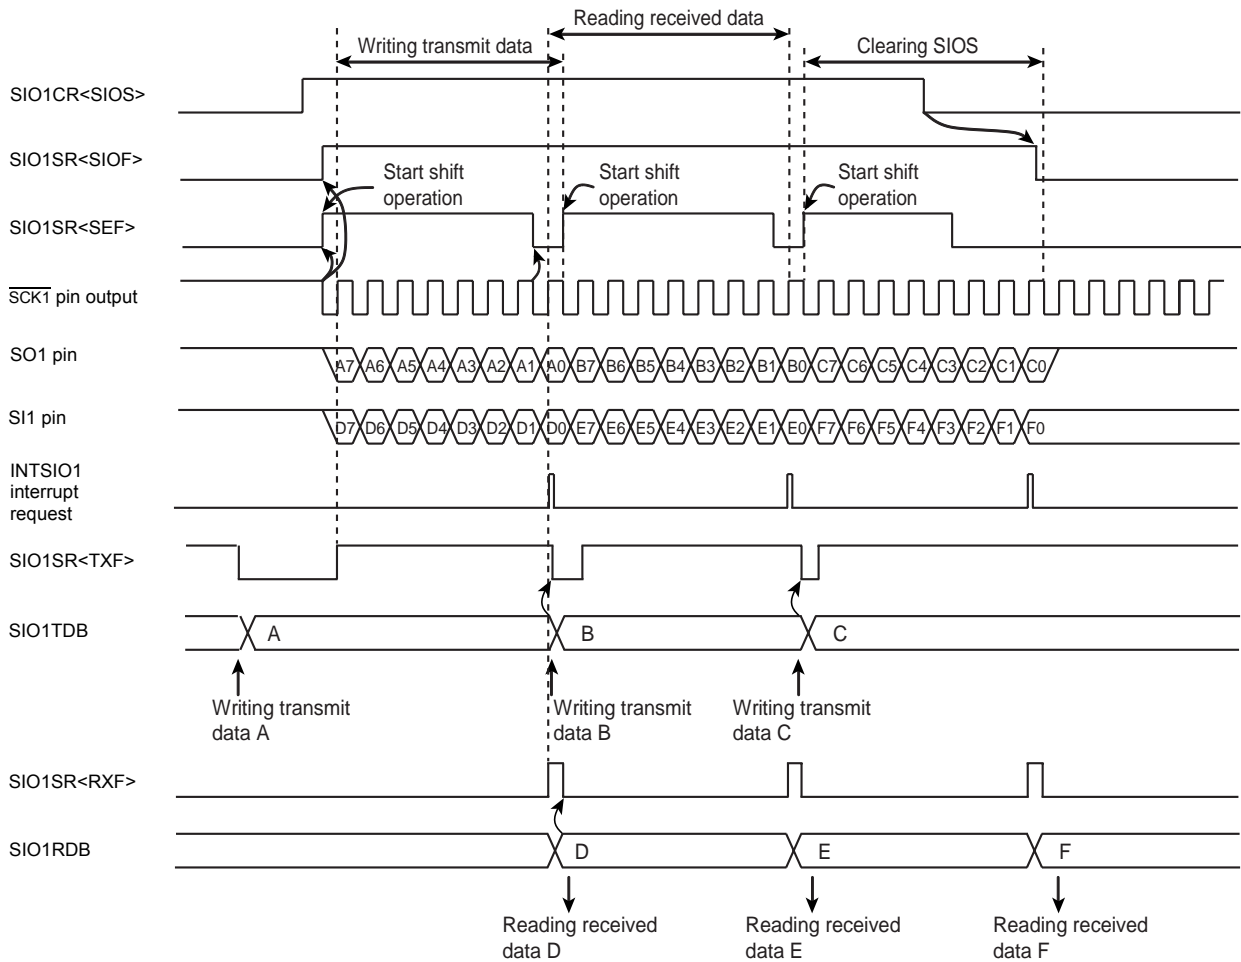 Reading received data
Writing transmit data
Clearing SIOS
SIO1CR<SIOS>
SIO1SR<SIOF>
Start shift
operation
Start shift
operation
Start shift
operation
SIO1SR<SEF>
SCK1 pin output
SO1 pin
A7 A6 A5 A4 A3 A2 A1 A0 B7 B6 B5 B4 B3 B2 B1 B0 C7 C6 C5 C4 C3 C2 C1 C0
SI1 pin
D7 D6 D5 D4 D3 D2 D1 D0 E7 E6 E5 E4 E3 E2 E1 E0 F7 F6 F5 F4 F3 F2 F1 F0
INTSIO1
interrupt
request
SIO1SR<TXF>
SIO1TDB
A B C
Writing transmit
data A
Writing transmit
data B
Writing transmit
data C
SIO1SR<RXF>
SIO1RDB
D E F
Reading received
data D
Reading received
data E
Reading received
data F